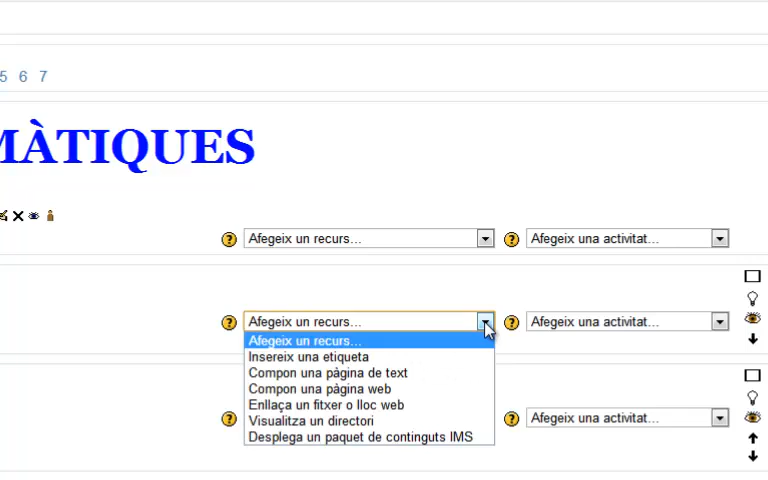 5 6 7
MÀTIQUES
Afegeix un recurs... Afegeix una activitat...
Afegeix un recurs... Afegeix una activitat...
Afegeix un recurs...
Insereix una etiqueta
Compon una pàgina de text
Compon una pàgina web
Enllaça un fitxer o lloc web
Visualitza un directori
Desplega un paquet de continguts IMS
Afegeix una activitat...